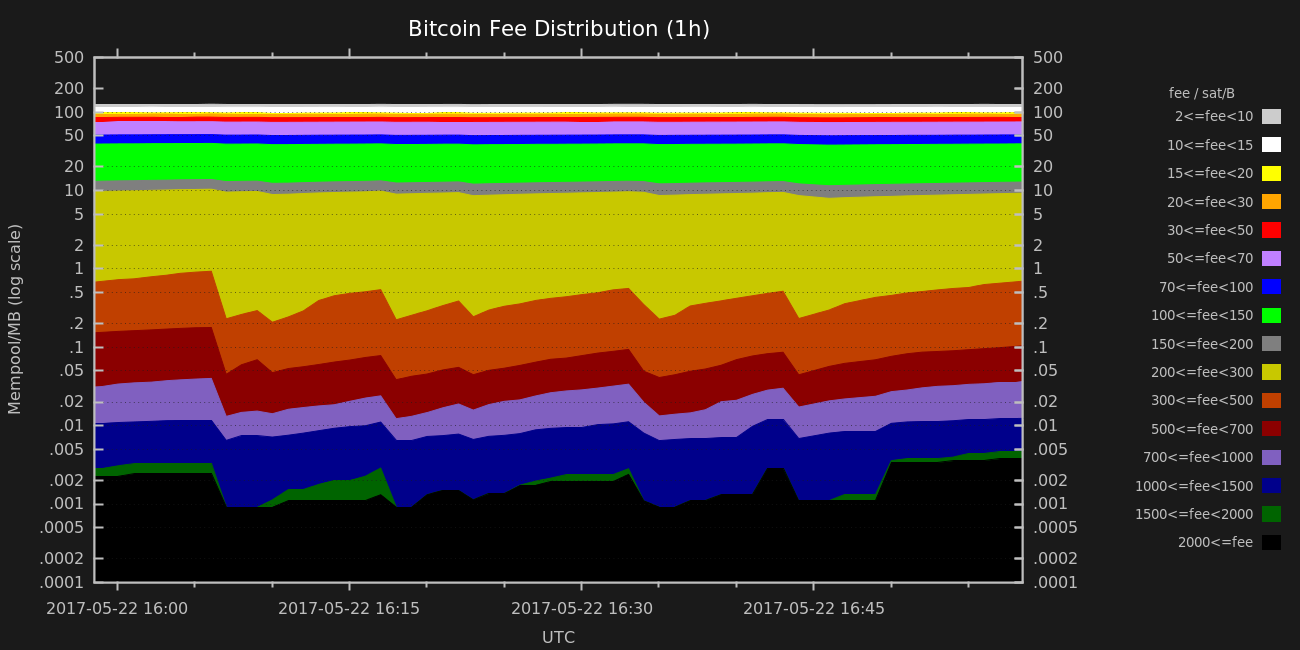 Bitcoin Fee Distribution (1h)
500
200
100
50
20
10
5
2
1
.5
.2
.1
.05
.02
.01
.005
.002
.001
.0005
.0002
.0001
Mempool/MB (log scale)
500
200
100
50
20
10
5
2
1
.5
.2
.1
.05
.02
.01
.005
.002
.001
.0005
.0002
.0001
2017-05-22 16:00
2017-05-22 16:15
2017-05-22 16:30
2017-05-22 16:45
UTC
fee / sat/B
2<=fee<10
10<=fee<15
15<=fee<20
20<=fee<30
30<=fee<50
50<=fee<70
70<=fee<100
100<=fee<150
150<=fee<200
200<=fee<300
300<=fee<500
500<=fee<700
700<=fee<1000
1000<=fee<1500
1500<=fee<2000
2000<=fee